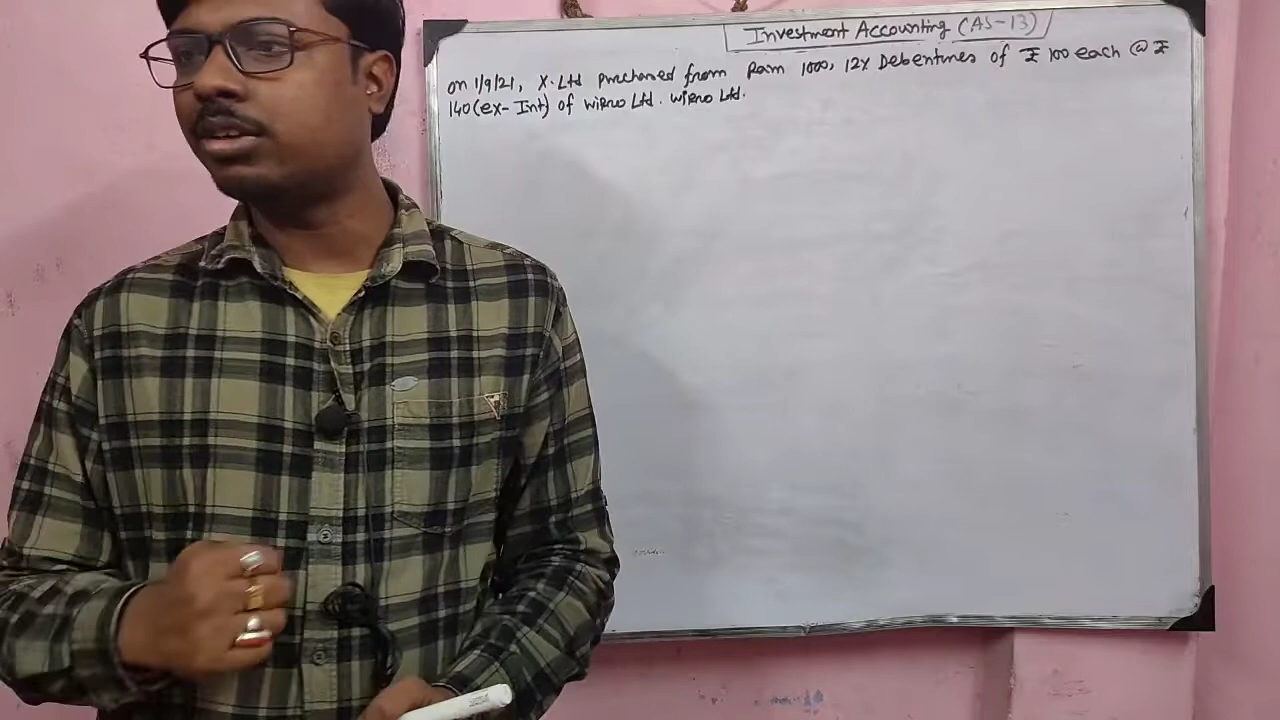 Investment Accounting (AS-13)
on 1/9/21, X. Ltd purchased from Ram 1000, 12% Debentures of ₹ 100 each @ ₹
140 (ex-Int) of wipro Ltd. wipro Ltd.